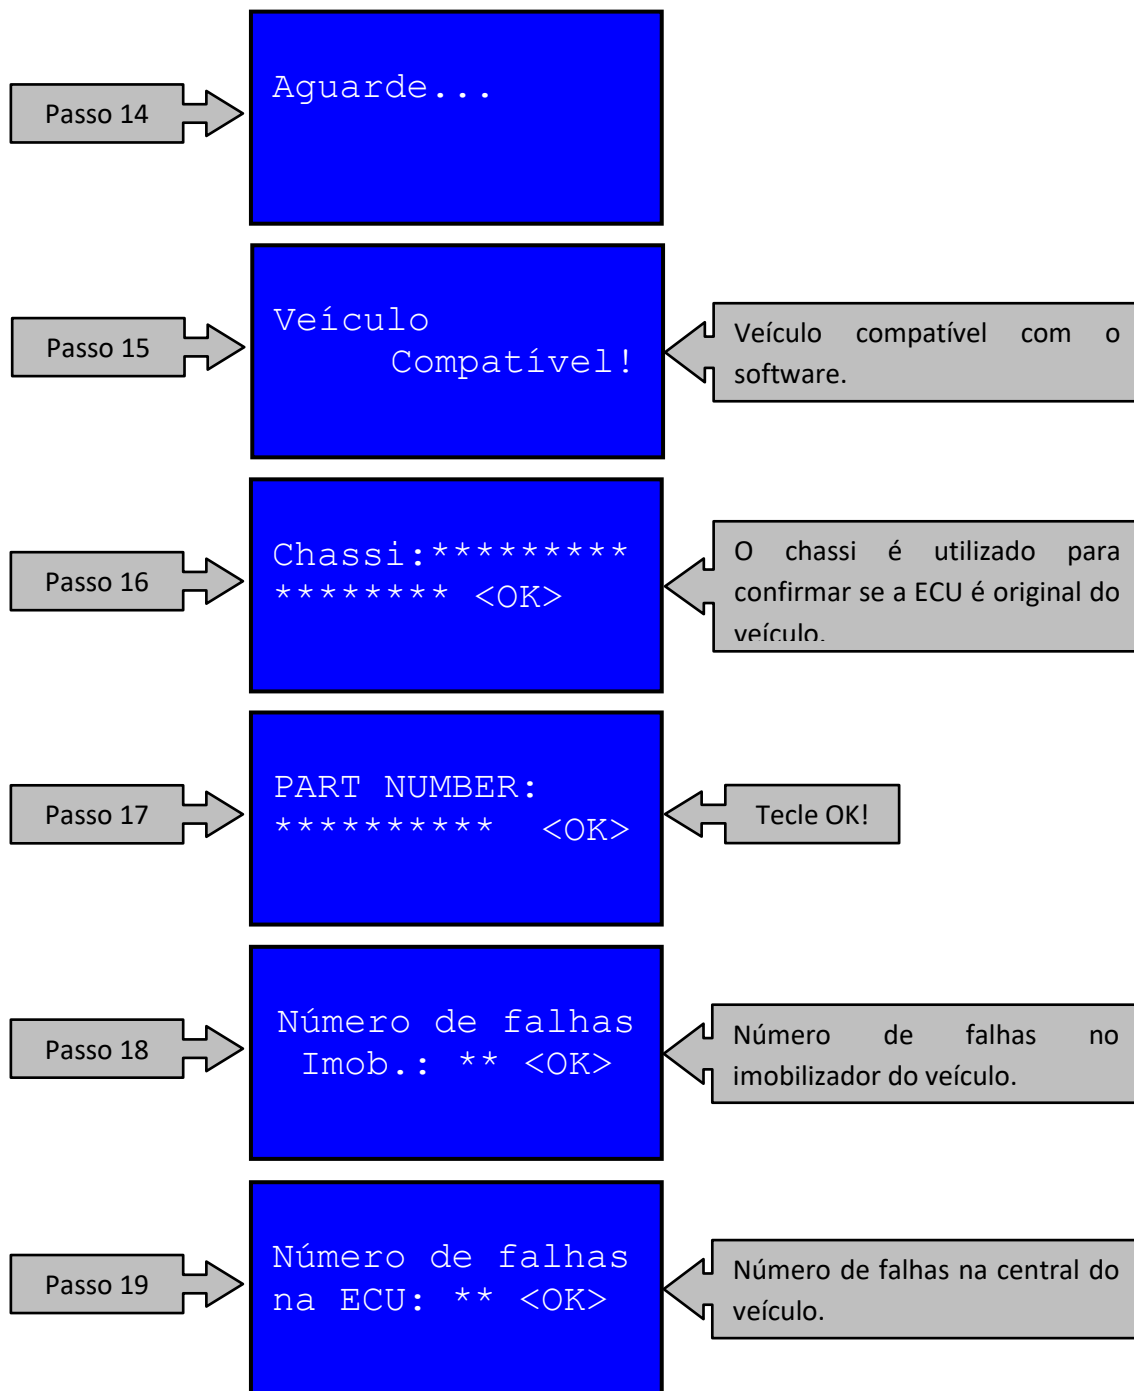 Passo 14
Aguarde...
Passo 15
Veículo
Compatível!
Veículo compatível com o
software.
Passo 16
Chassi:*********
******** <OK>
O chassi é utilizado para
confirmar se a ECU é original do
veículo.
Passo 17
PART NUMBER:
********** <OK>
Tecle OK!
Passo 18
Número de falhas
Imob.: ** <OK>
Número de falhas no
imobilizador do veículo.
Passo 19
Número de falhas
na ECU: ** <OK>
Número de falhas na central do
veículo.